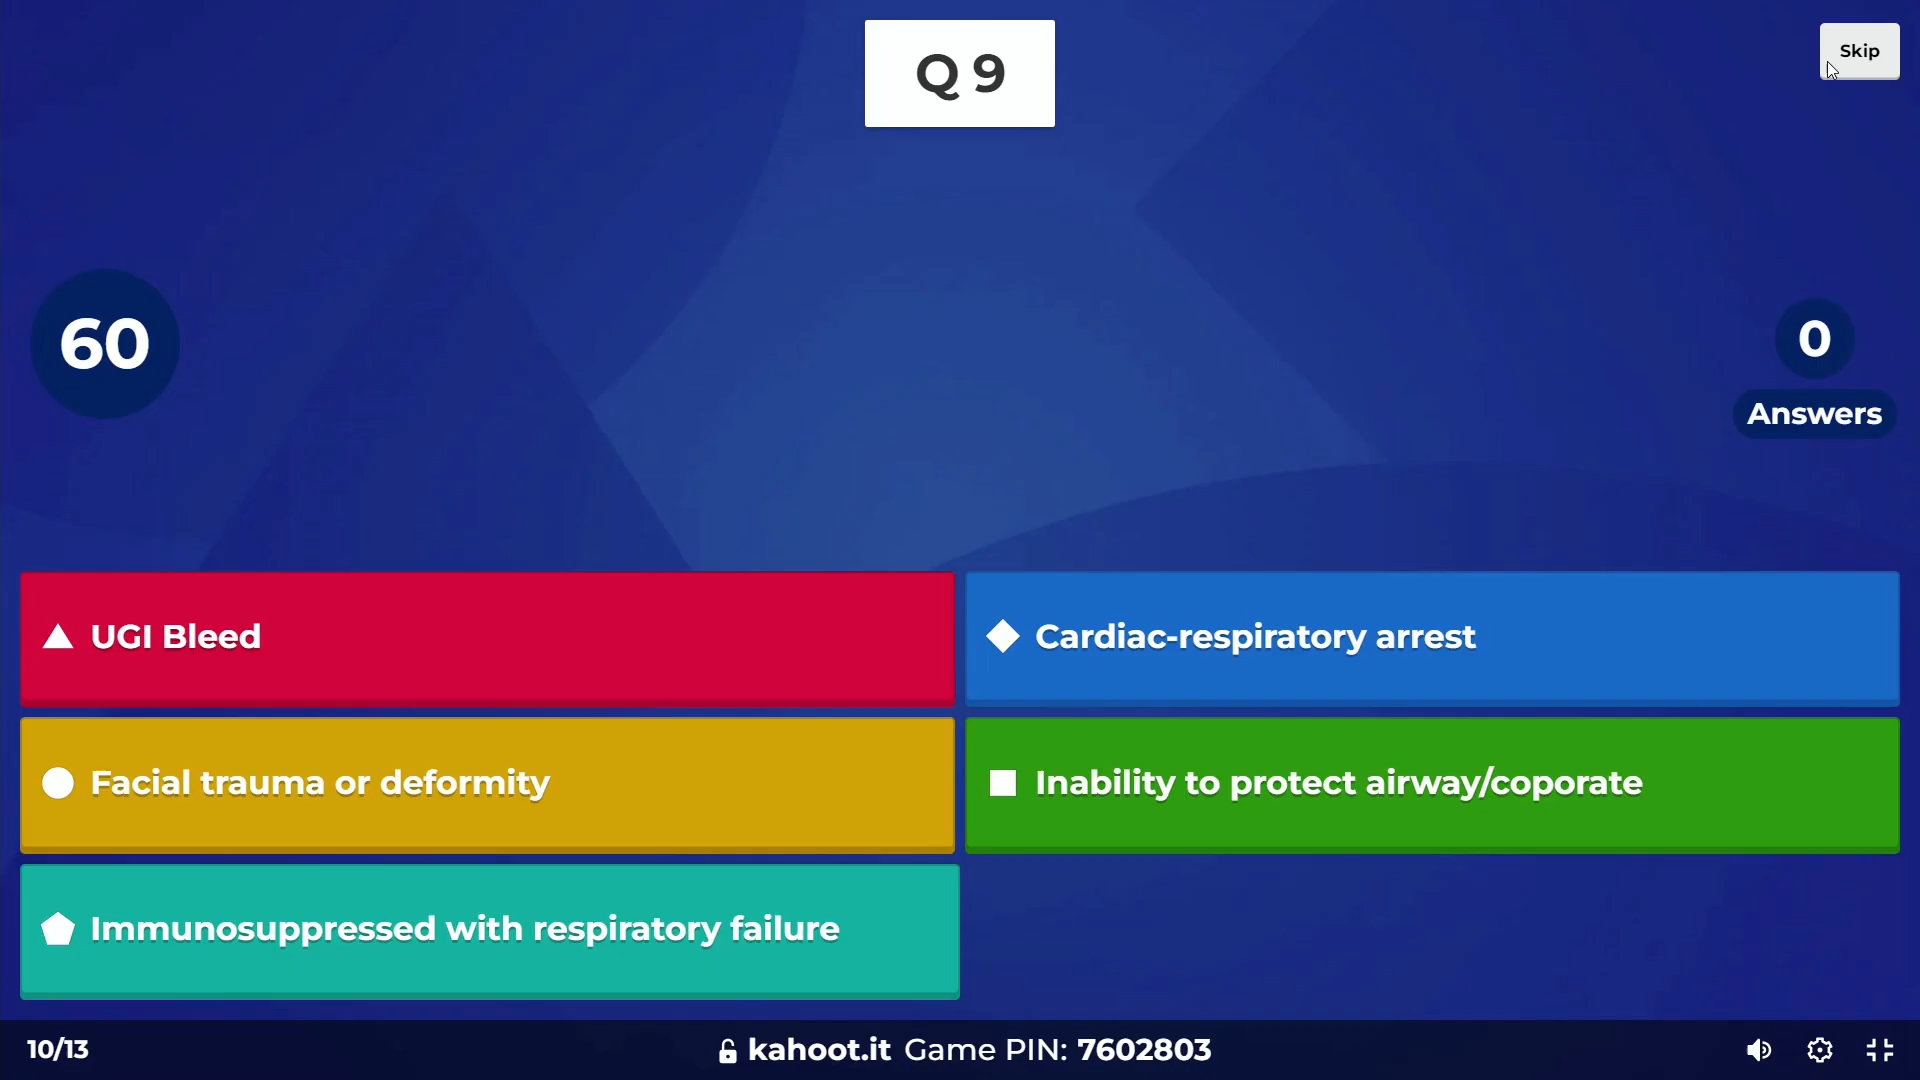 Q 9
Skip
60
0
Answers
UGI Bleed
Cardiac-respiratory arrest
Facial trauma or deformity
Inability to protect airway/coporate
Immunosuppressed with respiratory failure
10/13
kahoot.it Game PIN: 7602803